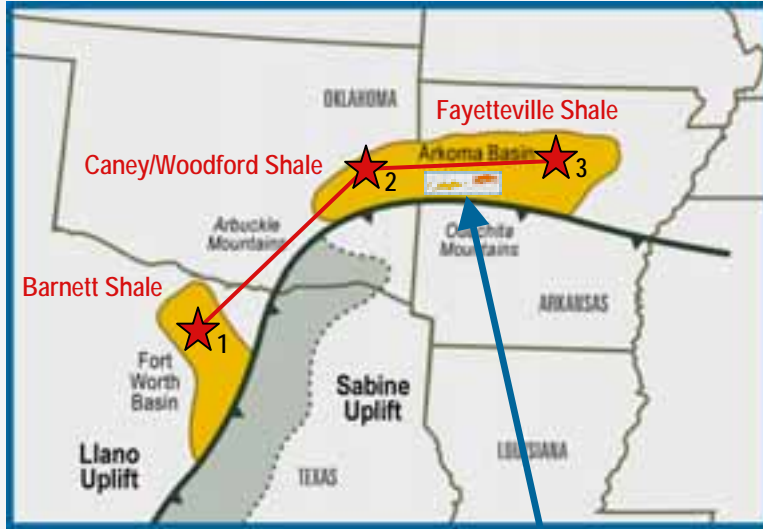 OKLAHOMA
Fayetteville Shale
Arkoma Basin
Caney/Woodford Shale
2
3
Arbuckle
Mountains
Ouachita
Mountains
Barnett Shale
ARKANSAS
1
Fort
Worth
Basin
Sabine
Uplift
Llano
Uplift
TEXAS
LOUISIANA